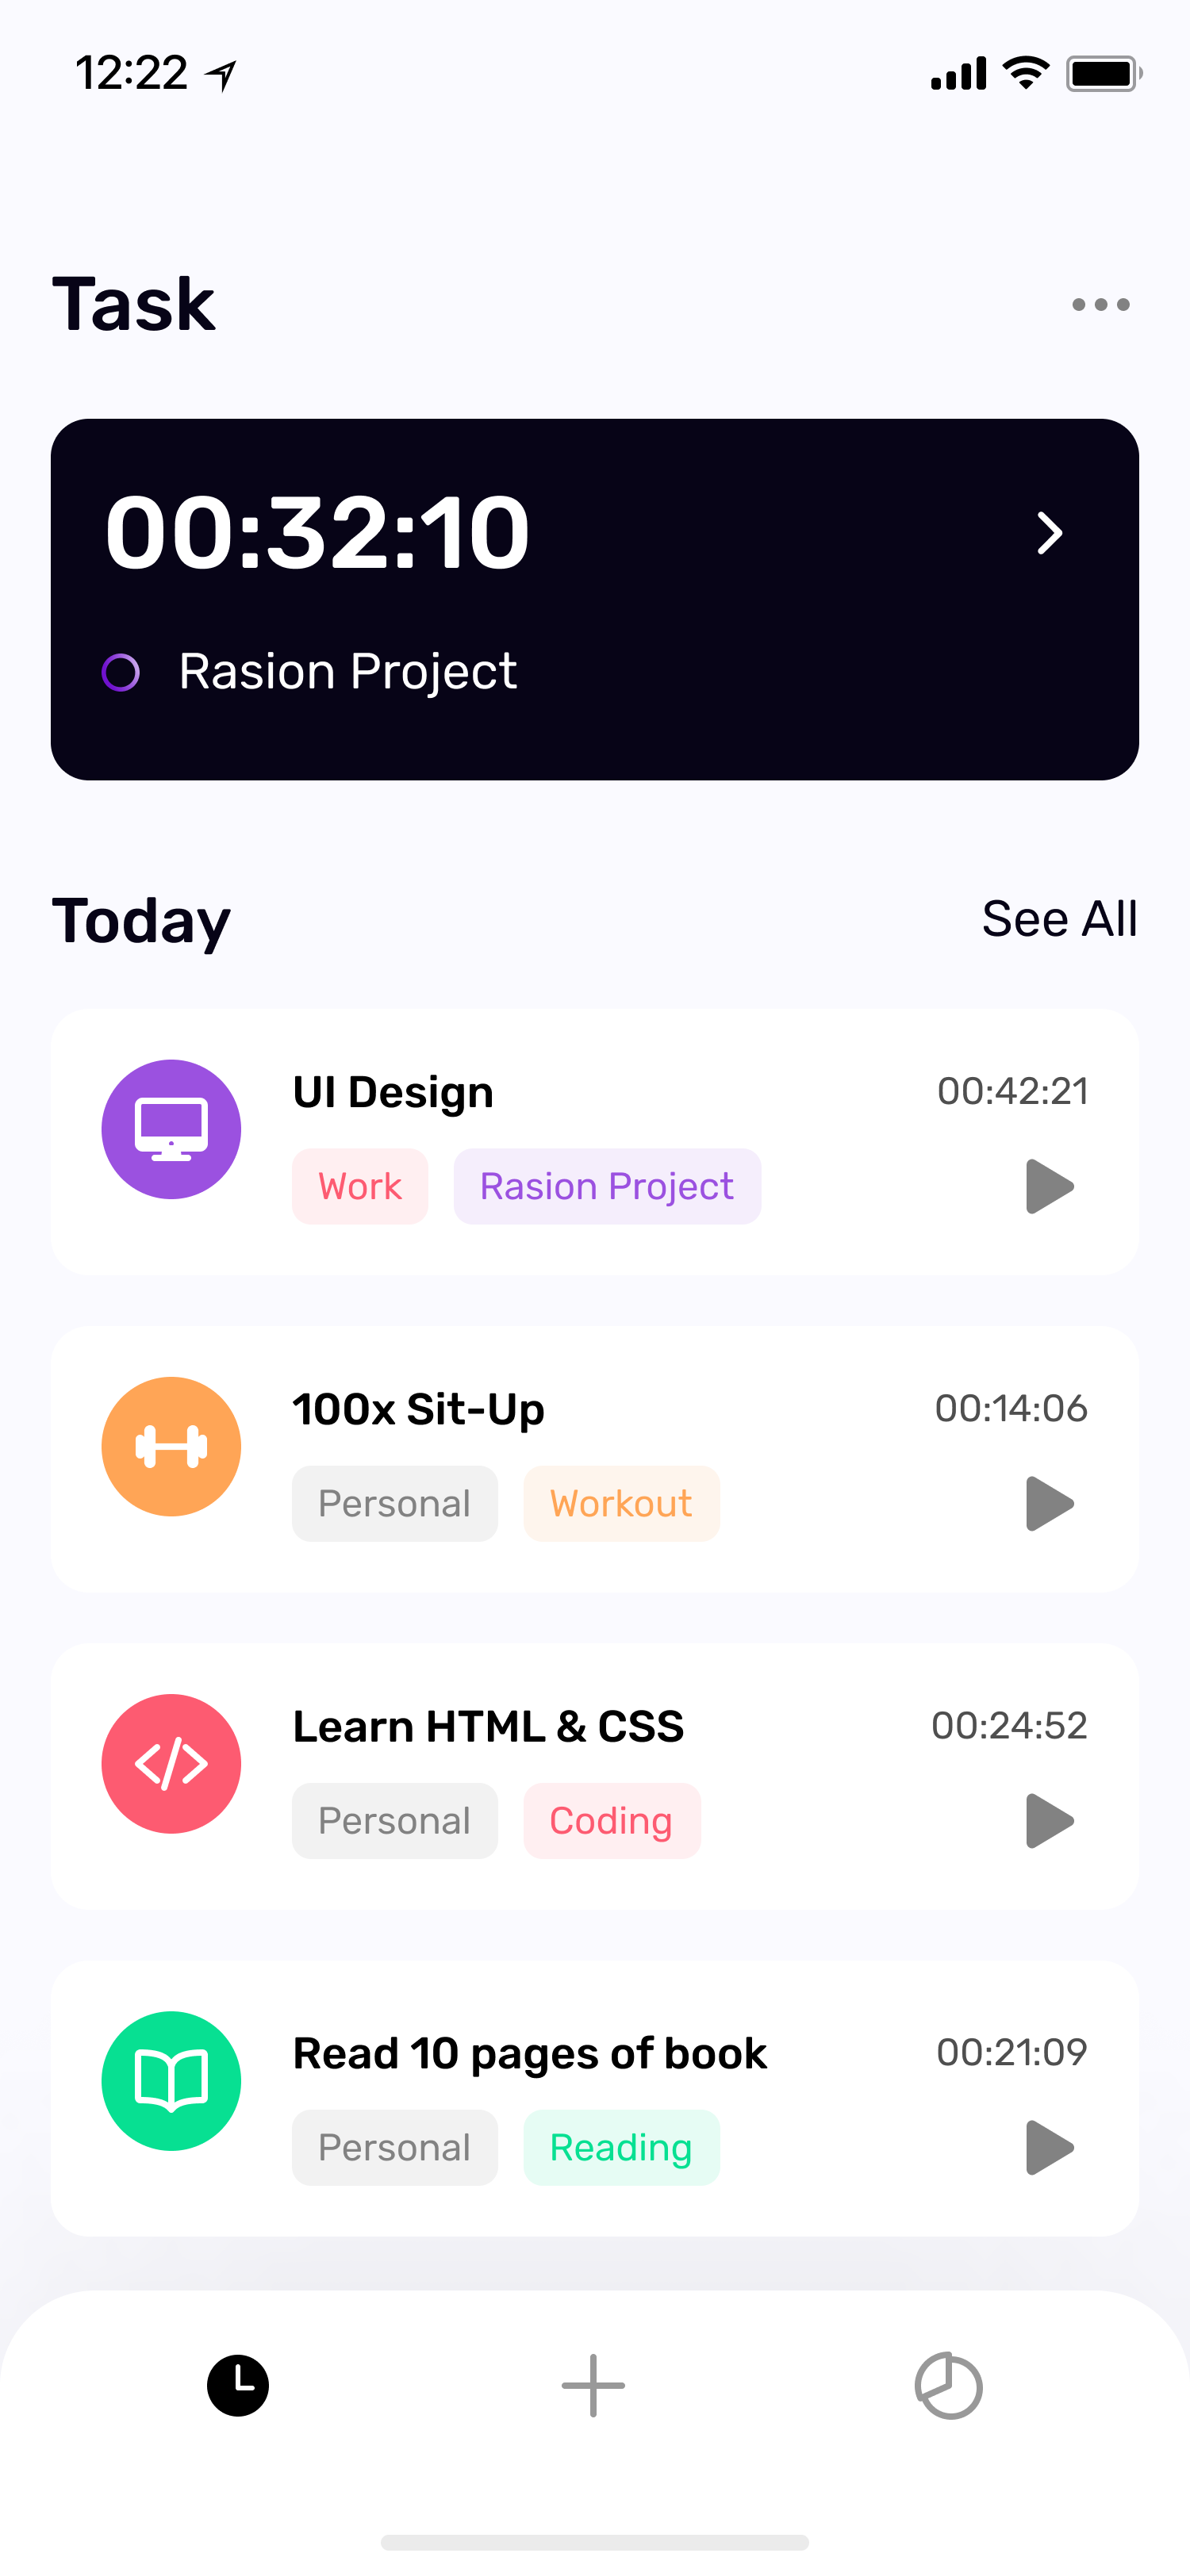 12:22
Task
00:32:10
Rasion Project
Today See All
UI Design 00:42:21
Work Rasion Project
100x Sit-Up 00:14:06
Personal Workout
Learn HTML & CSS 00:24:52
Personal Coding
Read 10 pages of book 00:21:09
Personal Reading